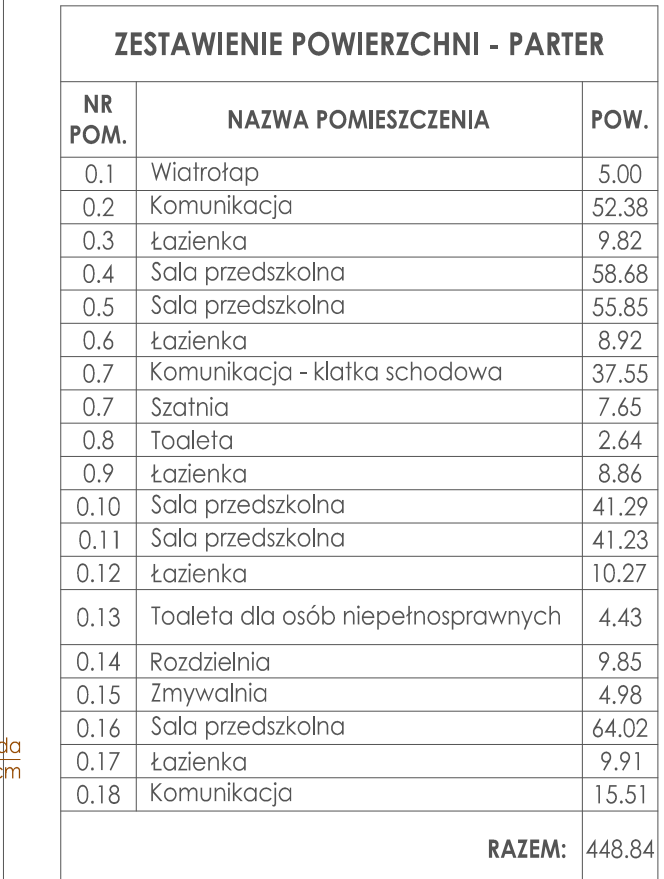 ZESTAWIENIE POWIERZCHNI - PARTER
NR POM. NAZWA POMIESZCZENIA POW.
0.1 Wiatrołap 5.00
0.2 Komunikacja 52.38
0.3 Łazienka 9.82
0.4 Sala przedszkolna 58.68
0.5 Sala przedszkolna 55.85
0.6 Łazienka 8.92
0.7 Komunikacja - klatka schodowa 37.55
0.7 Szatnia 7.65
0.8 Toaleta 2.64
0.9 Łazienka 8.86
0.10 Sala przedszkolna 41.29
0.11 Sala przedszkolna 41.23
0.12 Łazienka 10.27
0.13 Toaleta dla osób niepełnosprawnych 4.43
0.14 Rozdzielnia 9.85
0.15 Zmywalnia 4.98
0.16 Sala przedszkolna 64.02
0.17 Łazienka 9.91
0.18 Komunikacja 15.51
RAZEM: 448.84